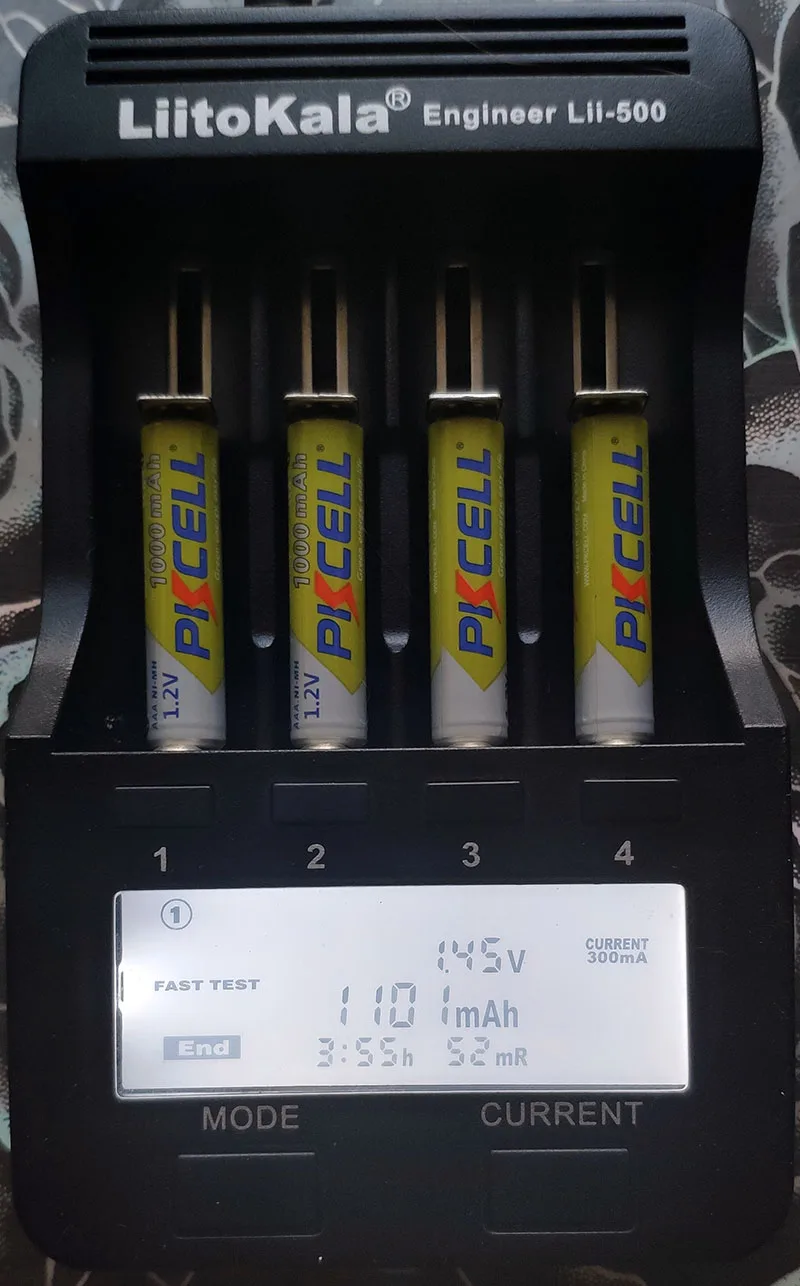 LiitoKala® Engineer Lii-500
1000 mAh
PKCELL®
AAA NI-MH
1.2V
1000 mAh
PKCELL®
AAA NI-MH
1.2V
PKCELL®
PKCELL®
1 2 3 4
1
1.45V
CURRENT
300mA
FAST TEST
1101mAh
End
3:55h 52mR
MODE CURRENT